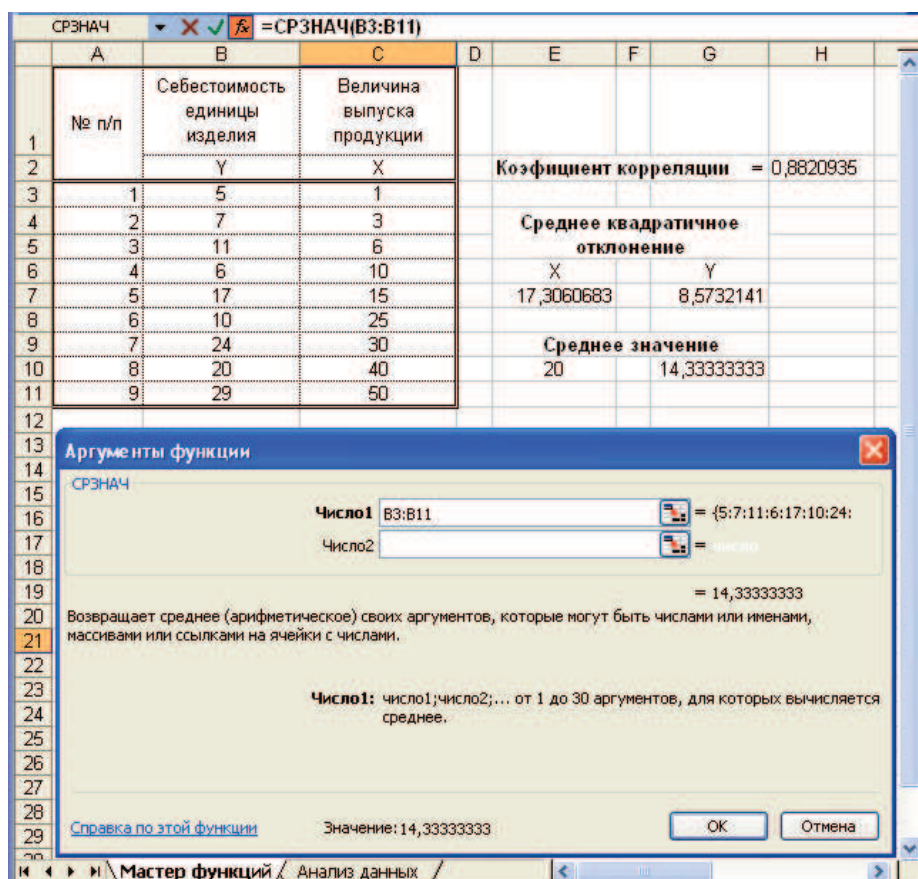 СРЗНАЧ =СРЗНАЧ(B3:B11)
A B C D E F G H
1 № п/п Себестоимость единицы изделия Величина выпуска продукции
2 Y X Коэфициент корреляции = 0,8820935
3 1 5 1
4 2 7 3 Среднее квадратичное
5 3 11 6 отклонение
6 4 6 10 X Y
7 5 17 15 17,3060683 8,5732141
8 6 10 25
9 7 24 30 Среднее значение
10 8 20 40 20 14,33333333
11 9 29 50
12
13 Аргументы функции
14
15 СРЗНАЧ
16 Число1 B3:B11 = {5:7:11:6:17:10:24:
17 Число2 = число
18
19 = 14,33333333
20 Возвращает среднее (арифметическое) своих аргументов, которые могут быть числами или именами,
21 массивами или ссылками на ячейки с числами.
22
23 Число1: число1;число2;... от 1 до 30 аргументов, для которых вычисляется
24 среднее.
25
26
27
28
29 Справка по этой функции Значение:14,33333333 OK Отмена
Мастер функций Анализ данных